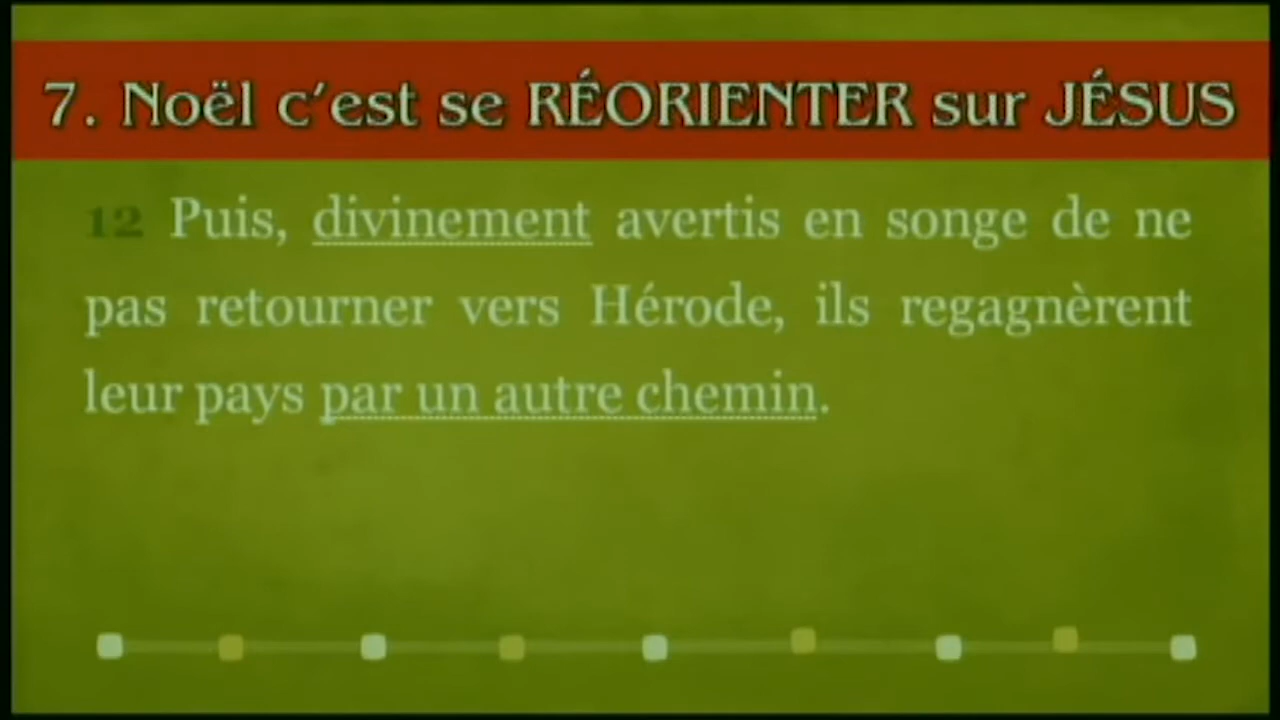 7. Noël c’est se RÉORIENTER sur JÉSUS
12 Puis, divinement avertis en songe de ne
pas retourner vers Hérode, ils regagnèrent
leur pays par un autre chemin.